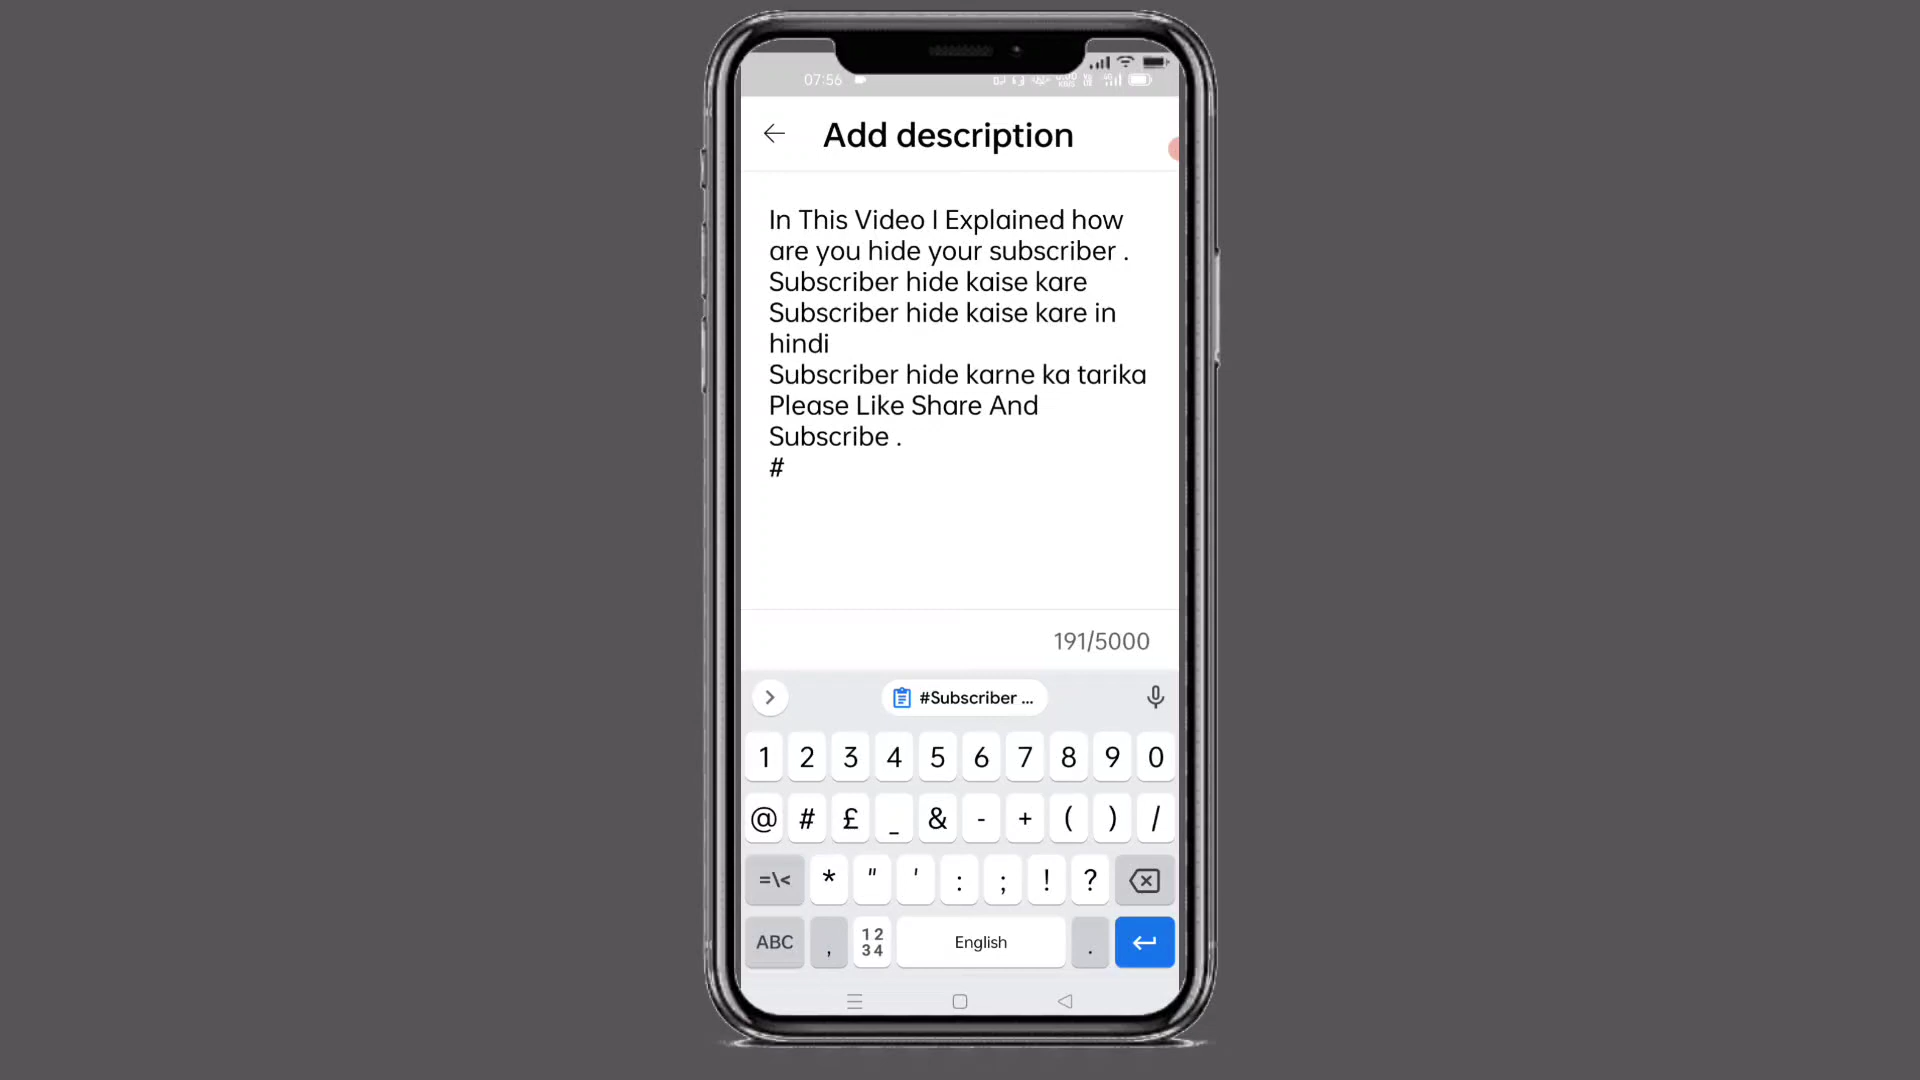 07:56
Add description
In This Video I Explained how
are you hide your subscriber .
Subscriber hide kaise kare
Subscriber hide kaise kare in
hindi
Subscriber hide karne ka tarika
Please Like Share And
Subscribe .
#
191/5000
#Subscriber ...
1 2 3 4 5 6 7 8 9 0
@ # £ _ & - + ( ) /
=\< * " ' : ; ! ?
ABC , 12 34 English .